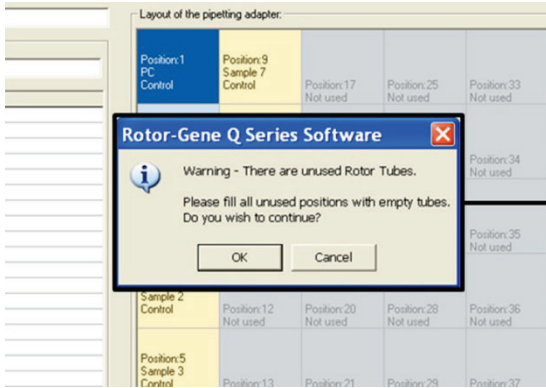 Layout of the pipetting adapter:
Position:1
PC
Control
Position:9
Sample 7
Control
Position:17
Not used
Position:25
Not used
Position:33
Not used
Rotor-Gene Q Series Software
Warning - There are unused Rotor Tubes.
Please fill all unused positions with empty tubes.
Do you wish to continue?
OK
Cancel
Position:34
Not used
Position:35
Not used
Sample 2
Control
Position:12
Not used
Position:20
Not used
Position:28
Not used
Position:36
Not used
Position:5
Sample 3
Control
Position:13
Position:21
Position:29
Position:37